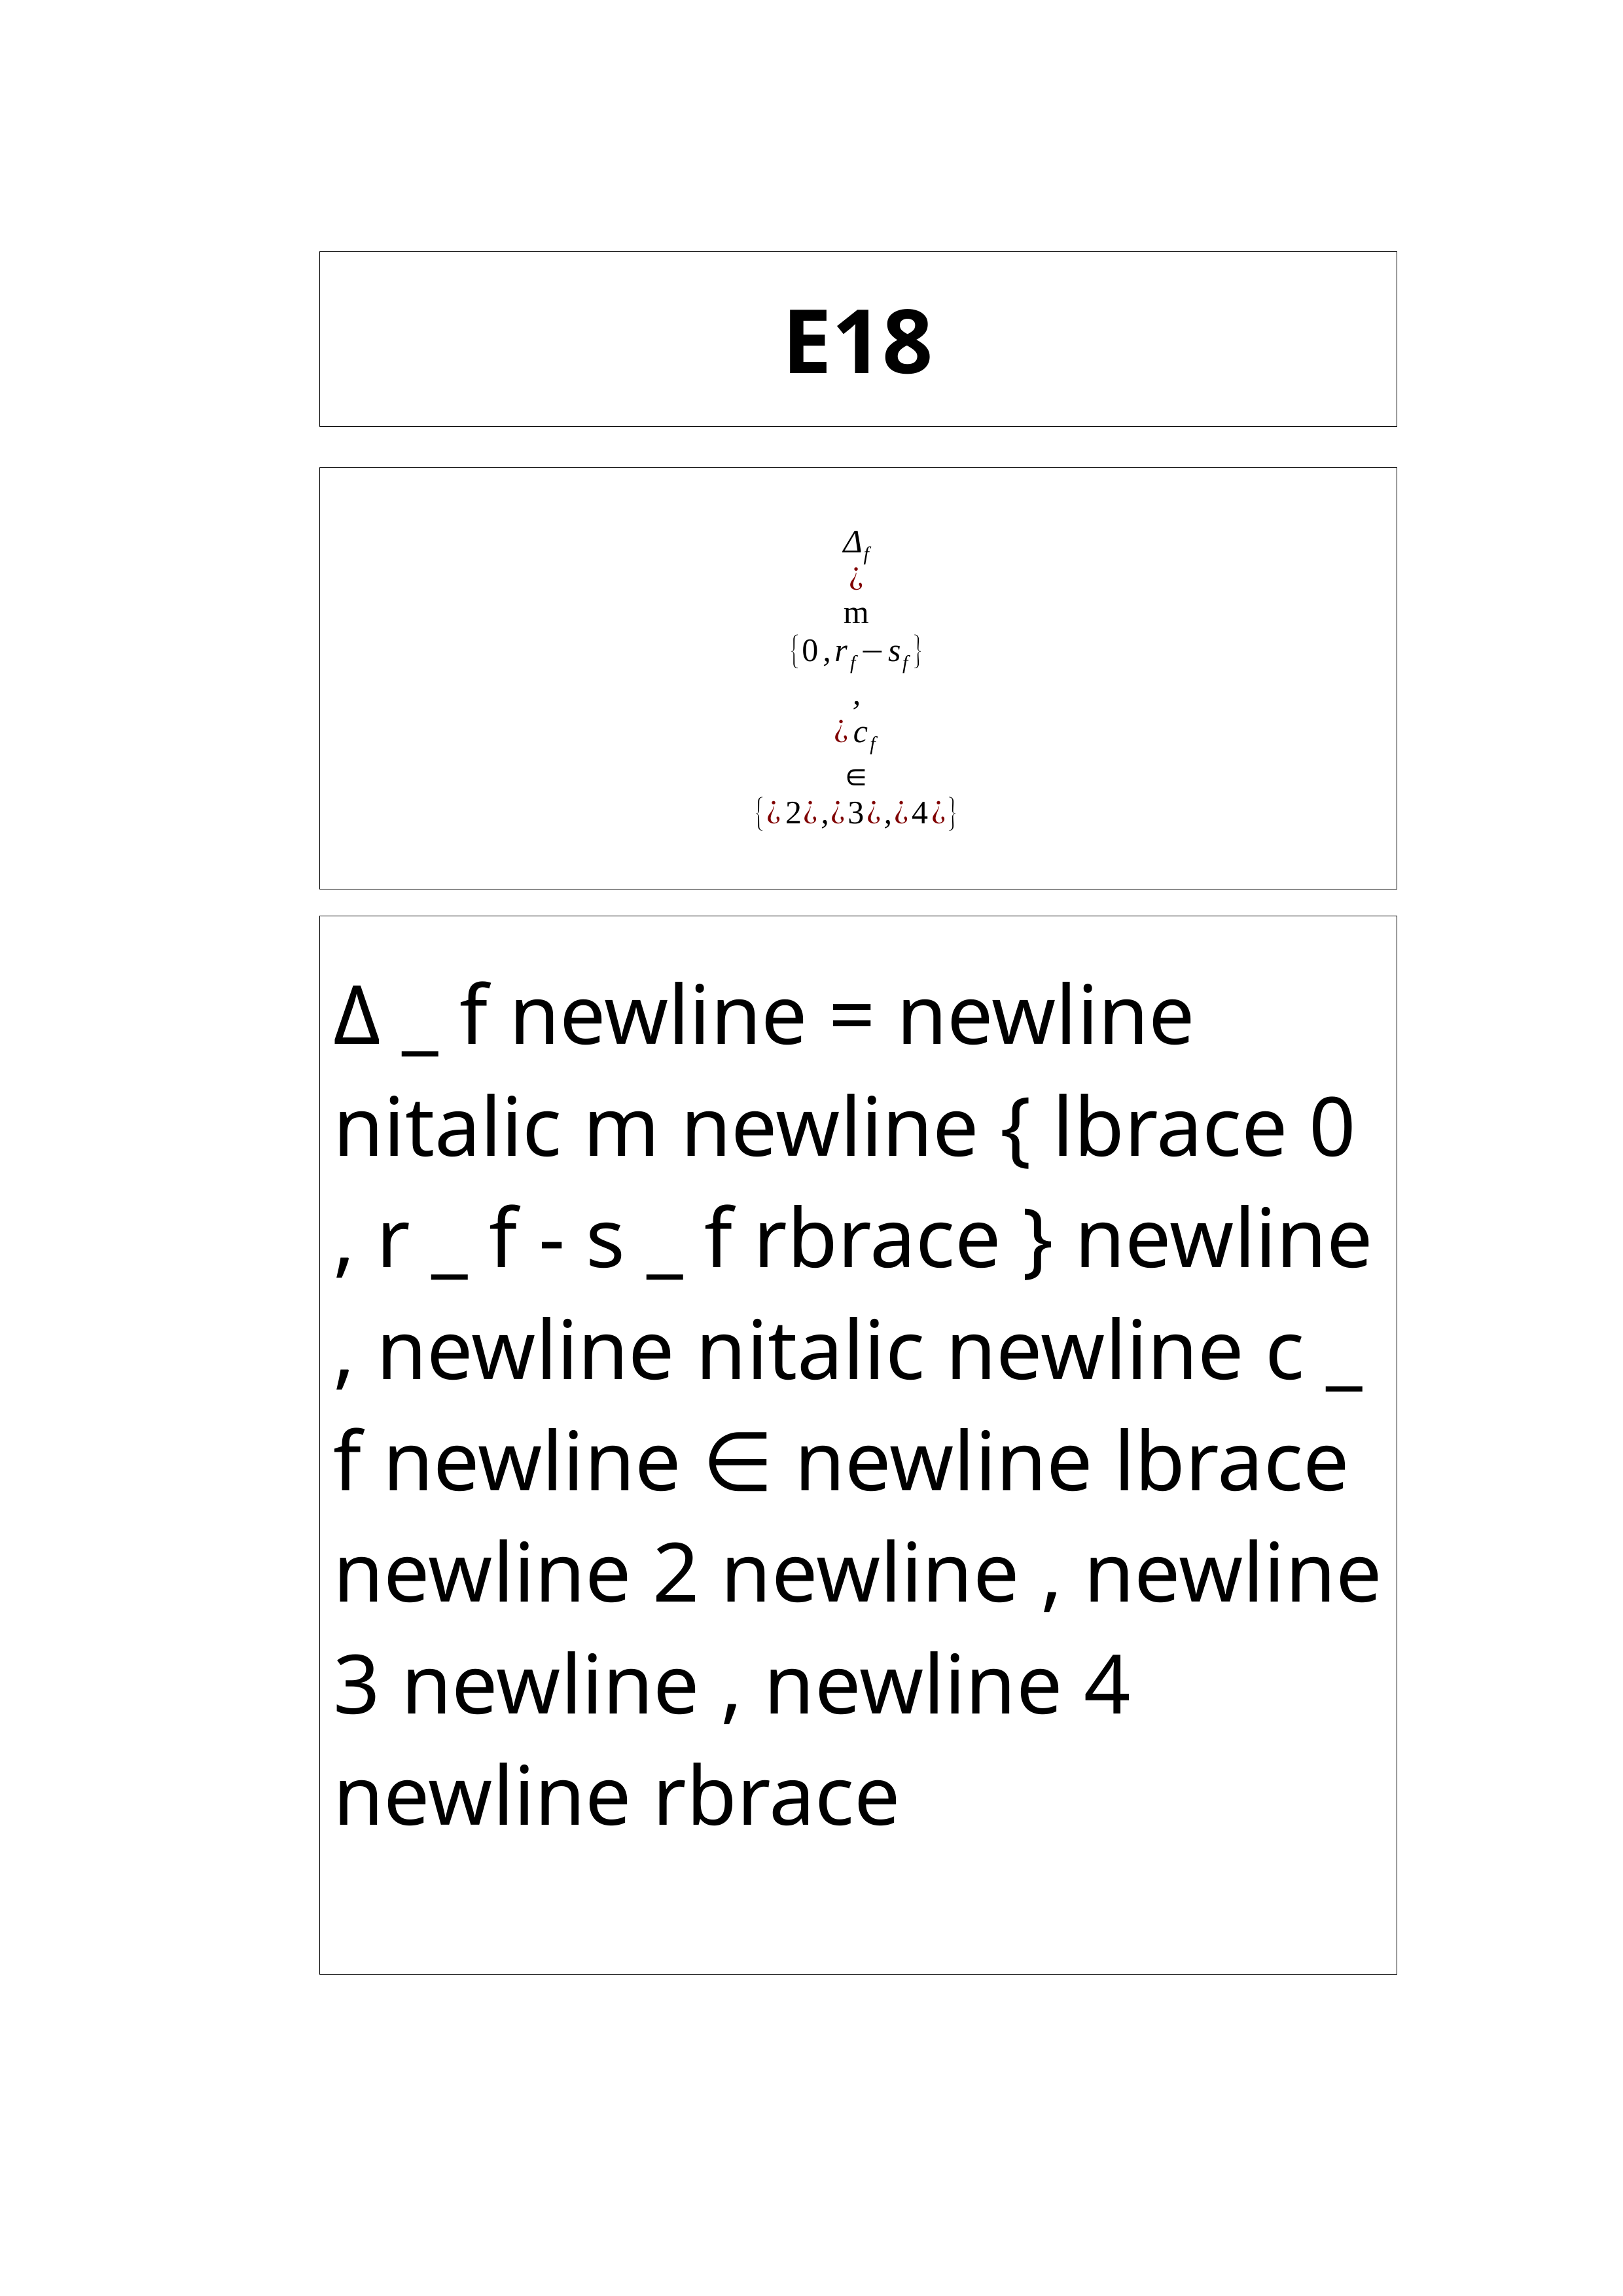 E18
Δ_f
¿
m
{0 , r_f − s_f}
,
¿ c_f
∈
{¿ 2 ¿ , ¿ 3 ¿ , ¿ 4 ¿}
Δ _ f newline = newline
nitalic m newline { lbrace 0
, r _ f - s _ f rbrace } newline
, newline nitalic newline c _
f newline ∈ newline lbrace
newline 2 newline , newline
3 newline , newline 4
newline rbrace